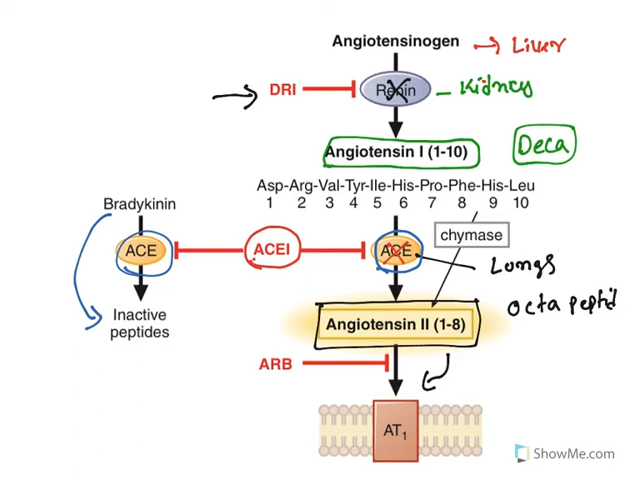 Angiotensinogen → Liver
DRI Renin - Kidney
Angiotensin I (1-10) Deca
Asp-Arg-Val-Tyr-Ile-His-Pro-Phe-His-Leu
1 2 3 4 5 6 7 8 9 10
Bradykinin
chymase
ACE ACEI ACE Lungs
Octa peptid
Inactive
peptides
Angiotensin II (1-8)
ARB
AT1
ShowMe.com